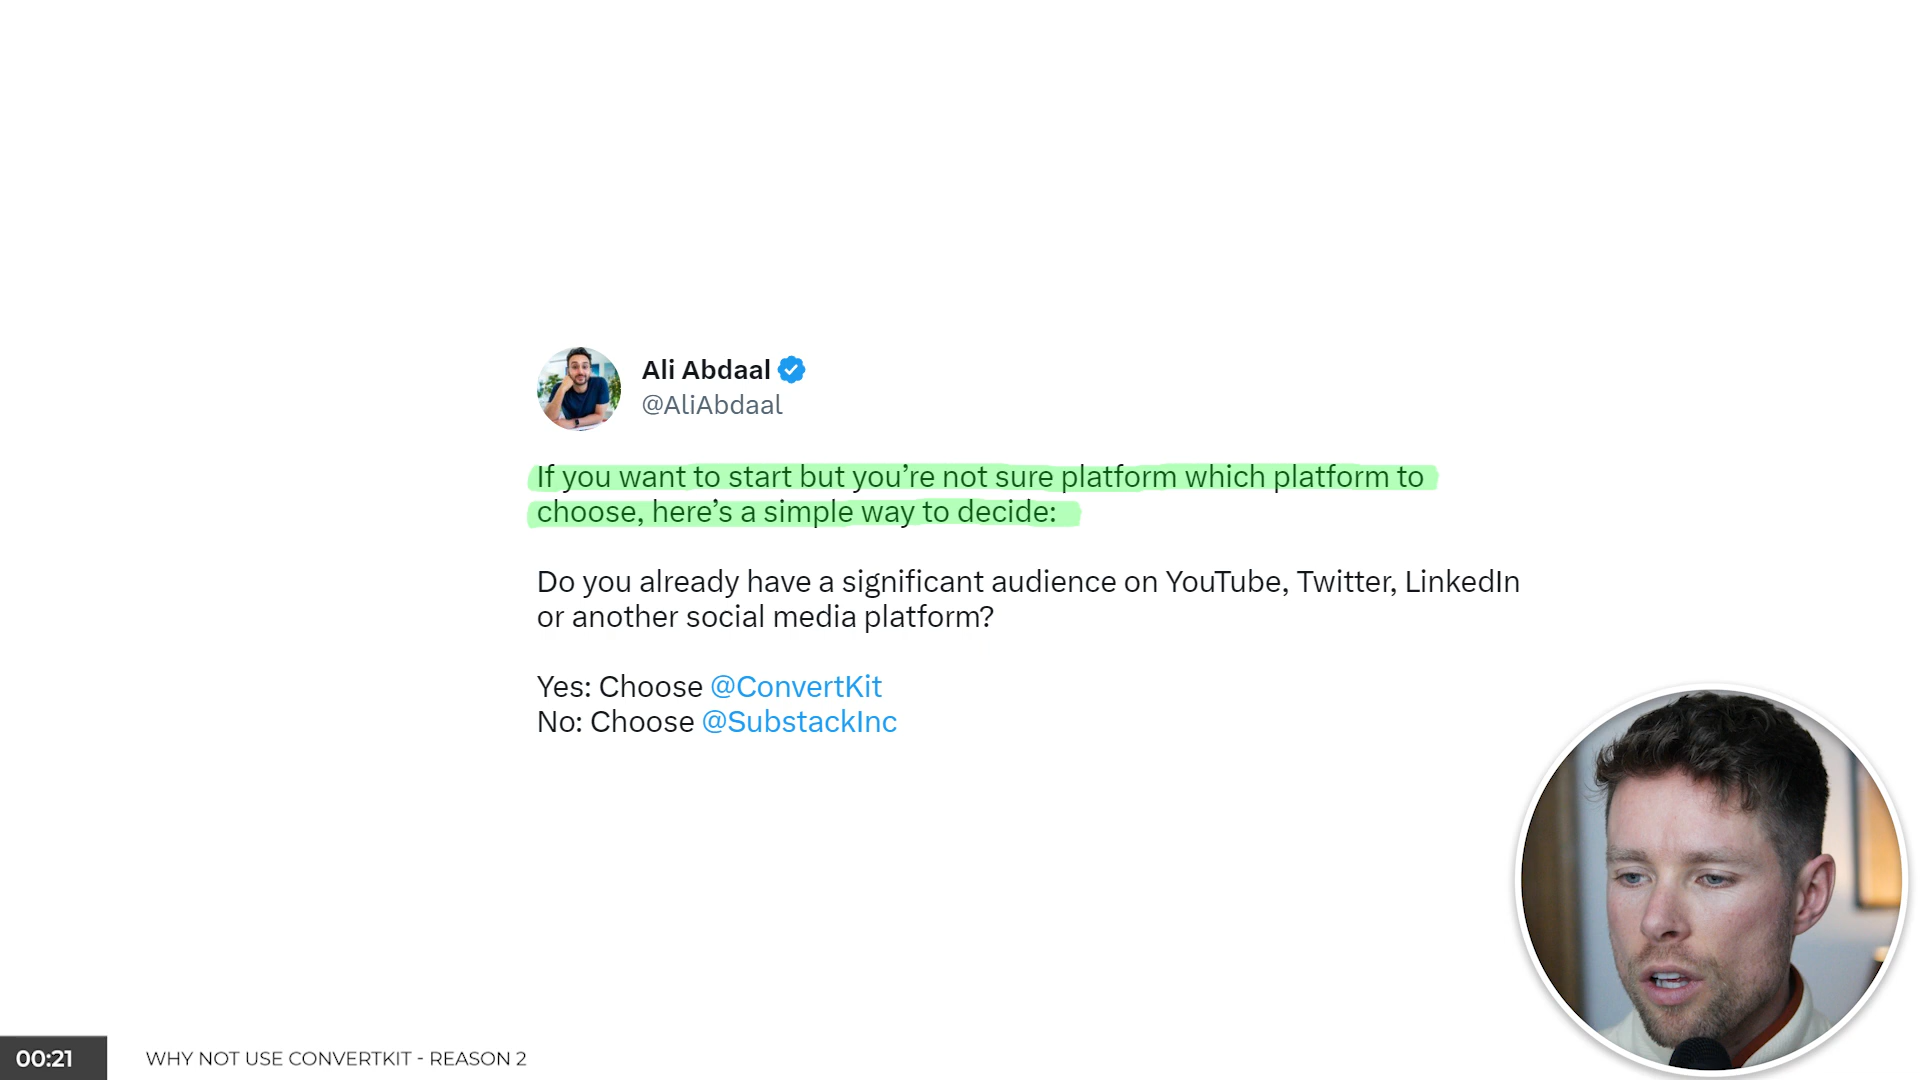 Ali Abdaal
@AliAbdaal
If you want to start but you’re not sure platform which platform to
choose, here’s a simple way to decide:
Do you already have a significant audience on YouTube, Twitter, LinkedIn
or another social media platform?
Yes: Choose @ConvertKit
No: Choose @SubstackInc
00:21
WHY NOT USE CONVERTKIT - REASON 2